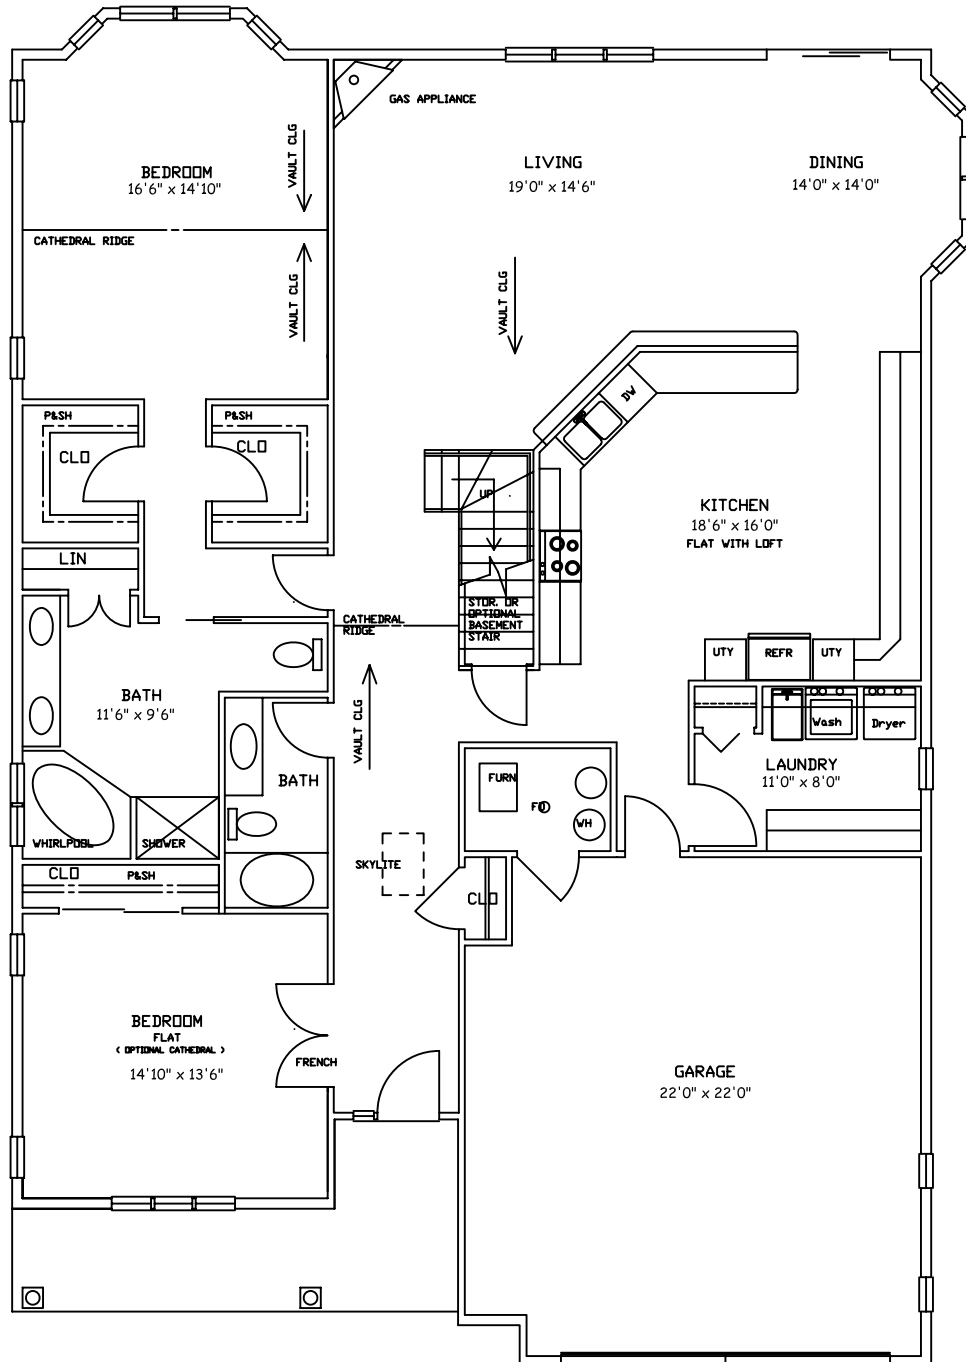 GAS APPLIANCE
VAULT CLG
BEDROOM
16'6" x 14'10"
LIVING
19'0" x 14'6"
DINING
14'0" x 14'0"
CATHEDRAL RIDGE
VAULT CLG
VAULT CLG
DW
P&SH
P&SH
CLO
CLO
UP
KITCHEN
18'6" x 16'0"
FLAT WITH LOFT
LIN
STOR. OR
OPTIONAL
BASEMENT
STAIR
CATHEDRAL
RIDGE
UTY
REFR
UTY
BATH
11'6" x 9'6"
VAULT CLG
Wash
Dryer
LAUNDRY
11'0" x 8'0"
BATH
FURN
FD
WH
WHIRLPOOL
SHOWER
SKYLITE
CLO
P&SH
CLO
BEDROOM
FLAT
( OPTIONAL CATHEDRAL )
14'10" x 13'6"
FRENCH
GARAGE
22'0" x 22'0"